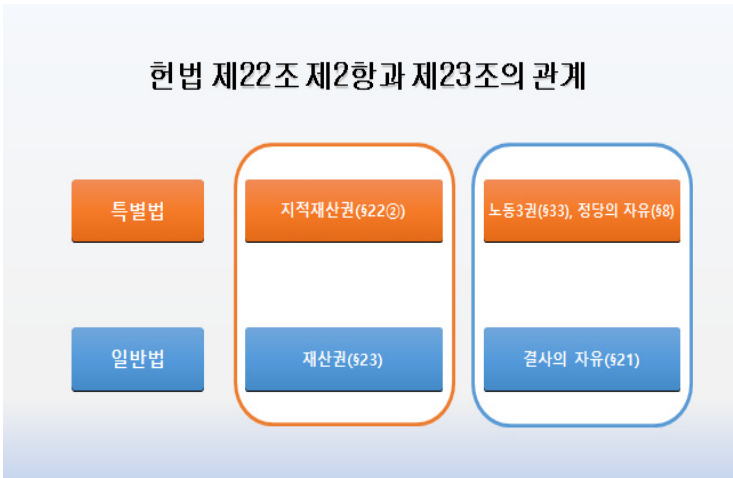 헌법 제22조 제2항과 제23조의 관계
특별법
지적재산권(§22②)
노동3권(§33), 정당의 자유(§8)
일반법
재산권(§23)
결사의 자유(§21)